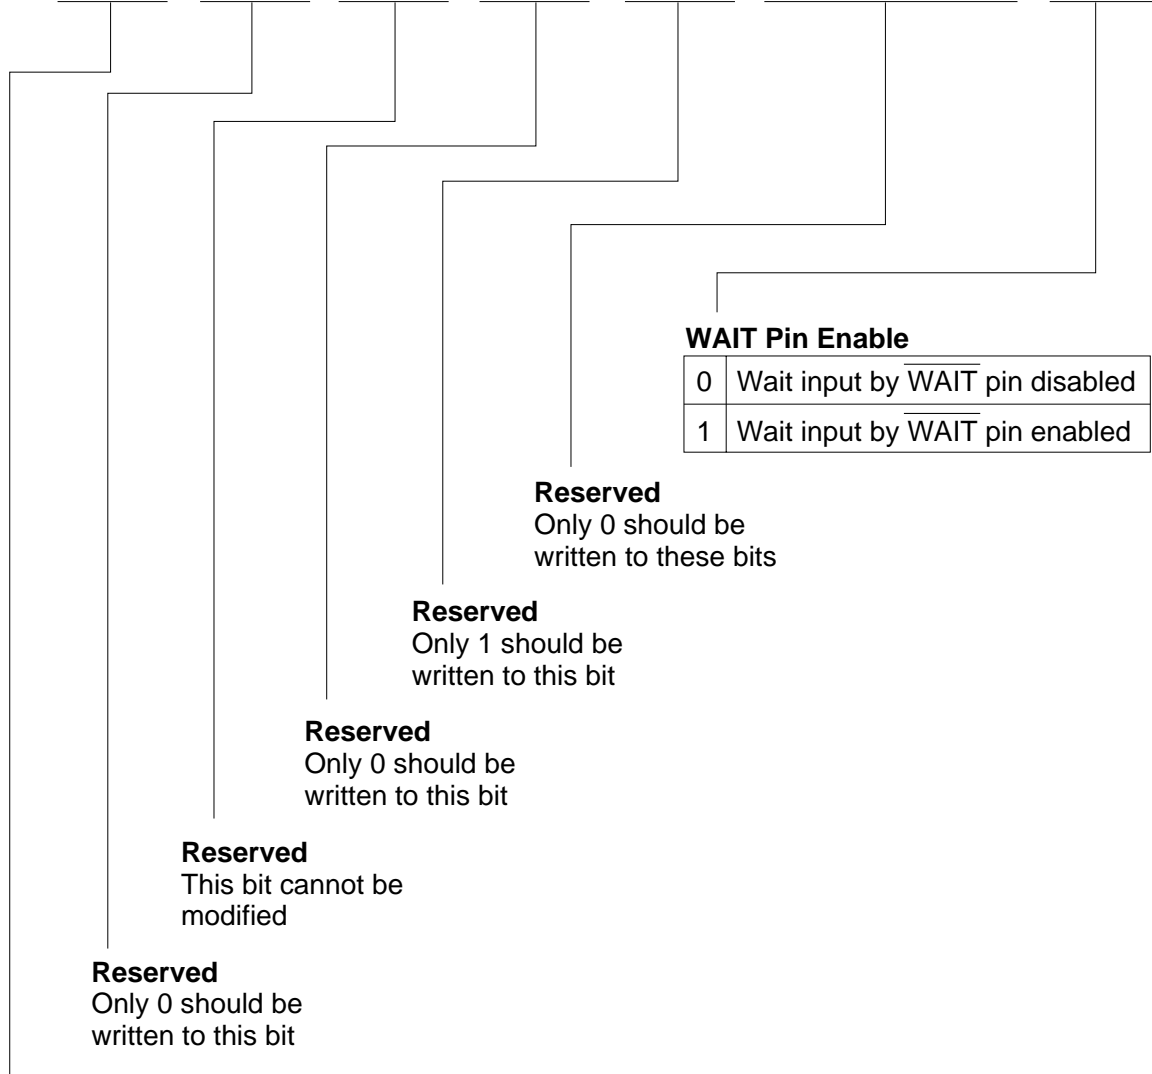 WAIT Pin Enable
0 Wait input by WAIT pin disabled
1 Wait input by WAIT pin enabled
Reserved
Only 0 should be
written to these bits
Reserved
Only 1 should be
written to this bit
Reserved
Only 0 should be
written to this bit
Reserved
This bit cannot be
modified
Reserved
Only 0 should be
written to this bit